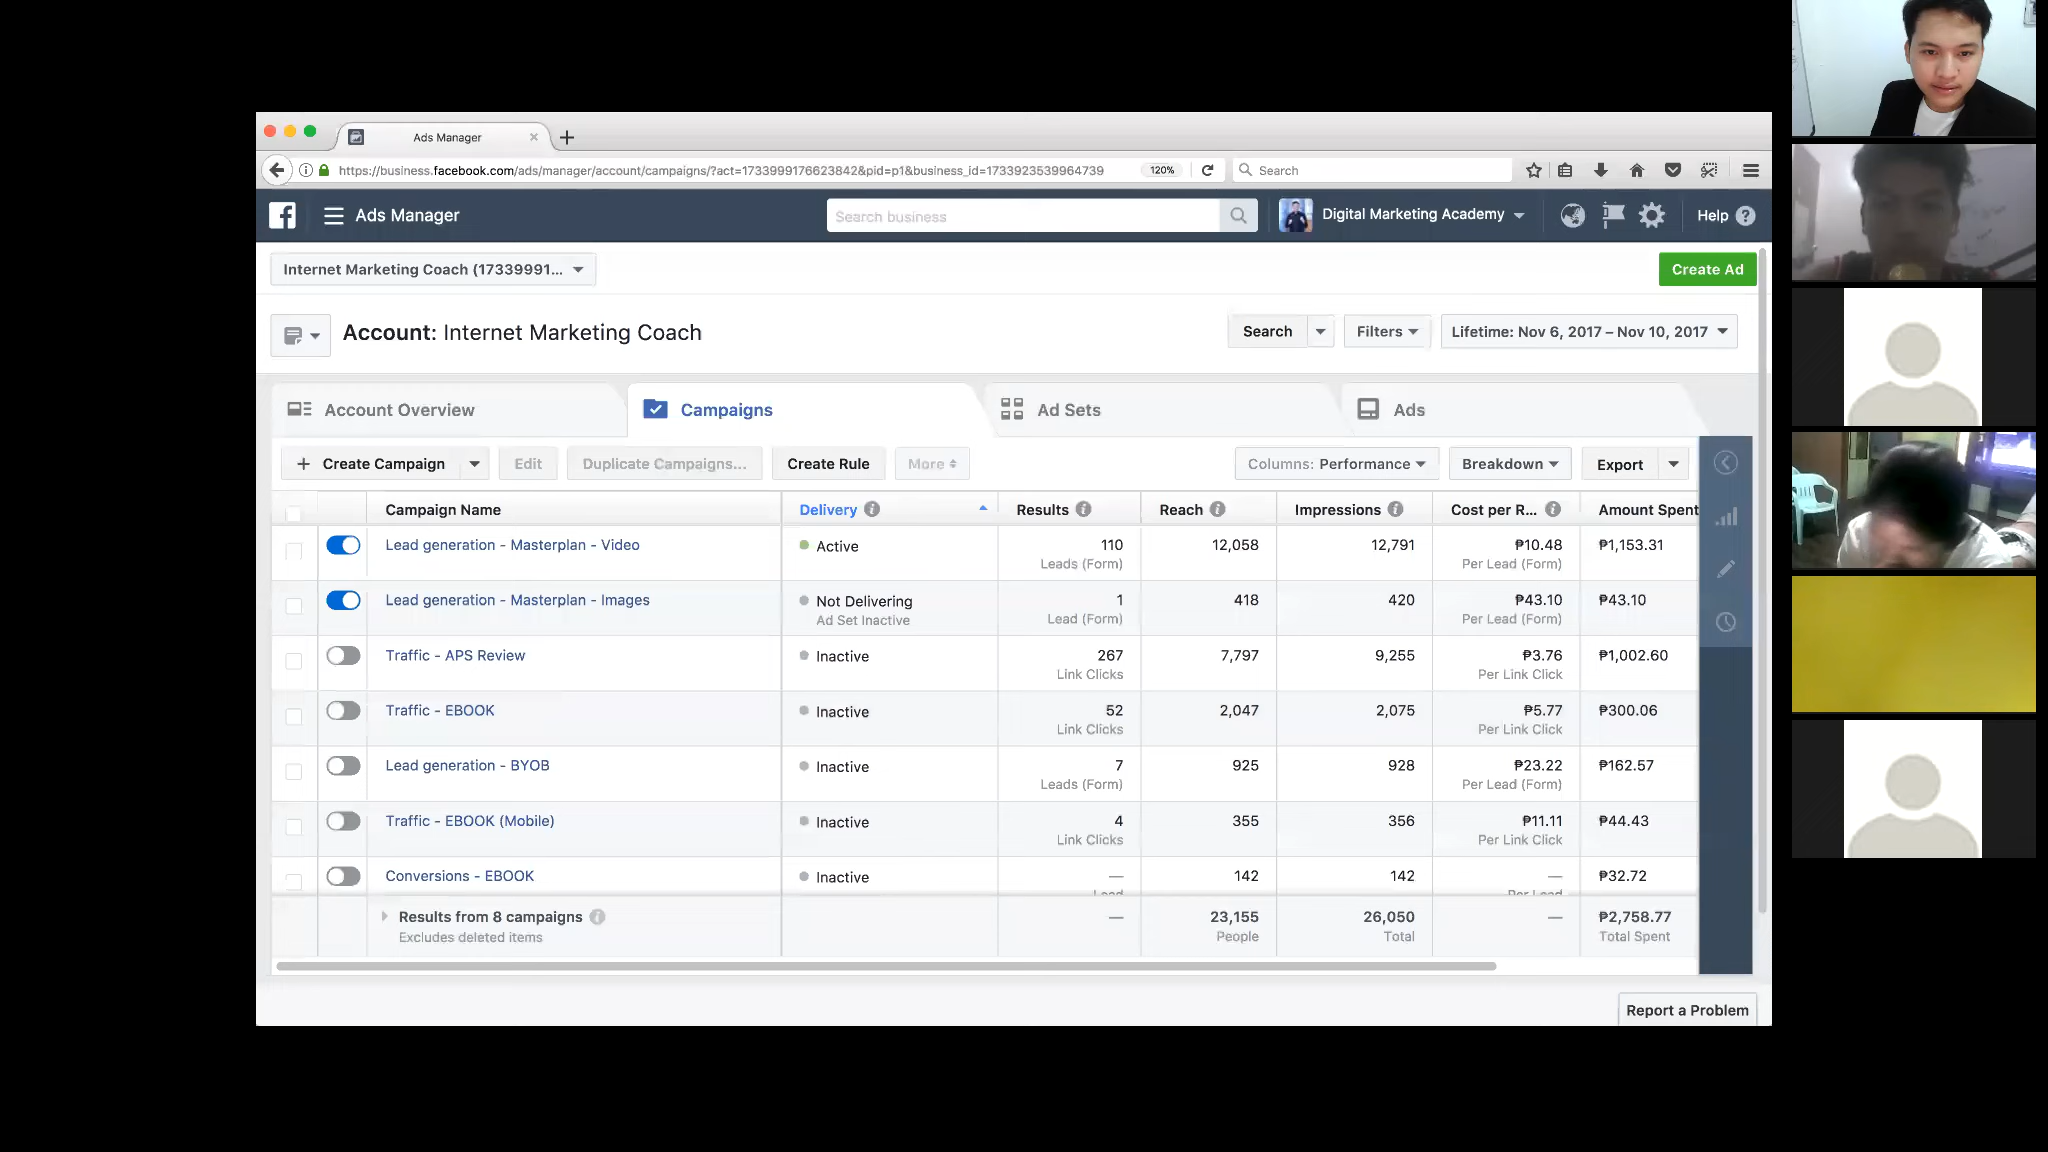 Ads Manager
https://business.facebook.com/ads/manager/account/campaigns/?act=1733999176623842&pid=p1&business_id=1733923539964739 120% Search
Ads Manager Search business Digital Marketing Academy Help
Internet Marketing Coach (17339991... Create Ad
Account: Internet Marketing Coach Search Filters Lifetime: Nov 6, 2017 – Nov 10, 2017
Account Overview Campaigns Ad Sets Ads
+ Create Campaign Edit Duplicate Campaigns... Create Rule More Columns: Performance Breakdown Export
Campaign Name Delivery Results Reach Impressions Cost per R... Amount Spent
Lead generation - Masterplan - Video Active 110 12,058 12,791 ₱10.48 ₱1,153.31
Leads (Form) Per Lead (Form)
Lead generation - Masterplan - Images Not Delivering 1 418 420 ₱43.10 ₱43.10
Ad Set Inactive Lead (Form) Per Lead (Form)
Traffic - APS Review Inactive 267 7,797 9,255 ₱3.76 ₱1,002.60
Link Clicks Per Link Click
Traffic - EBOOK Inactive 52 2,047 2,075 ₱5.77 ₱300.06
Link Clicks Per Link Click
Lead generation - BYOB Inactive 7 925 928 ₱23.22 ₱162.57
Leads (Form) Per Lead (Form)
Traffic - EBOOK (Mobile) Inactive 4 355 356 ₱11.11 ₱44.43
Link Clicks Per Link Click
Conversions - EBOOK Inactive — 142 142 — ₱32.72
Lead Per Lead
Results from 8 campaigns — 23,155 26,050 — ₱2,758.77
Excludes deleted items People Total Total Spent
Report a Problem